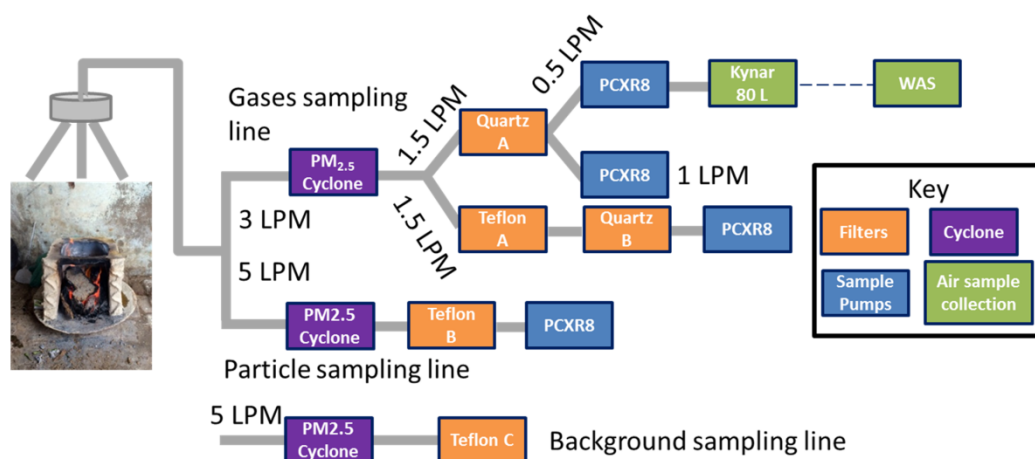 Gases sampling
line
1.5 LPM
0.5 LPM
PCXR8
Kynar
80 L
WAS
Quartz
A
PM2.5
Cyclone
PCXR8
1 LPM
3 LPM
1.5 LPM
Teflon
A
Quartz
B
PCXR8
5 LPM
PM2.5
Cyclone
Teflon
B
PCXR8
Particle sampling line
5 LPM
PM2.5
Cyclone
Teflon C
Background sampling line
Key
Filters
Cyclone
Sample
Pumps
Air sample
collection